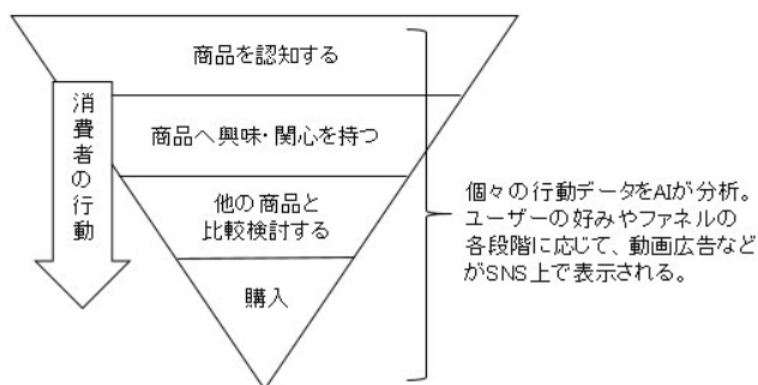 商品を認知する
消費者の行動
商品へ興味・関心を持つ
他の商品と
比較検討する
購入
個々の行動データをAIが分析。
ユーザーの好みやファネルの
各段階に応じて、動画広告など
がSNS上で表示される。